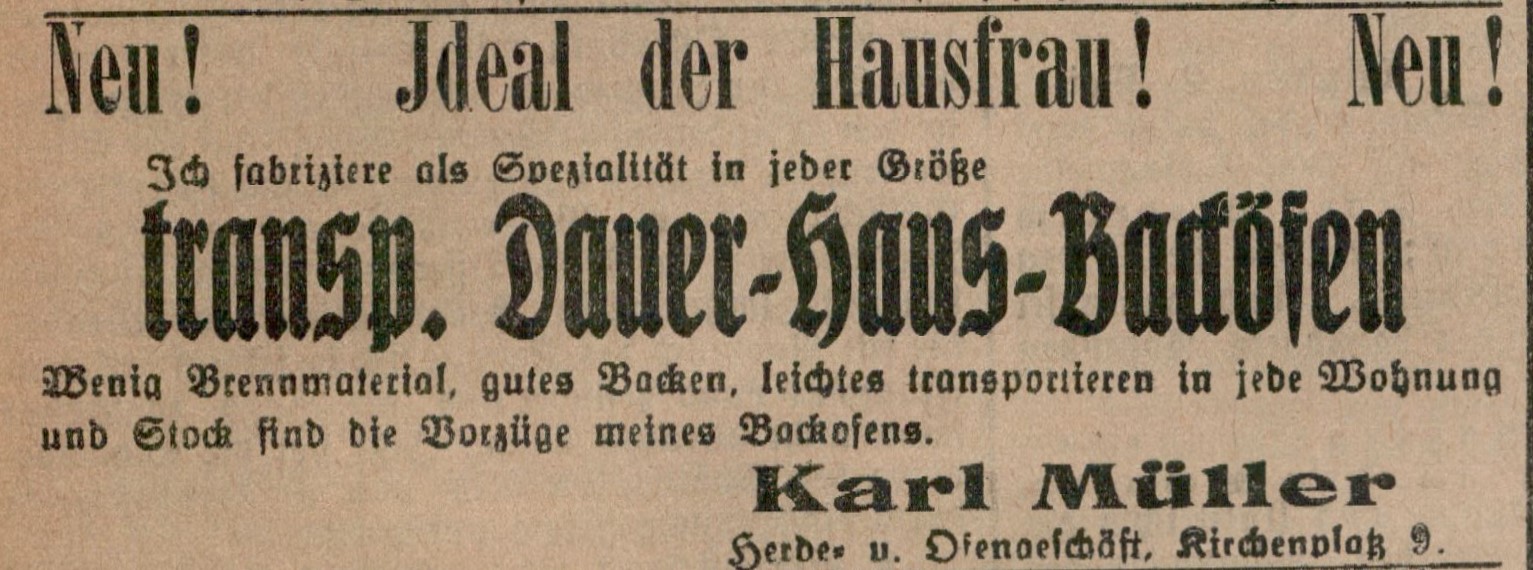 Neu! Jdeal der Hausfrau! Neu!
Ich fabriziere als Spezialität in jeder Größe
transp. Dauer-Haus-Backöfen
Wenig Brennmaterial, gutes Backen, leichtes transportieren in jede Wohnung
und Stock sind die Vorzüge meines Backofens.
Karl Müller
Herde- u. Ofengeschäft, Kirchenplatz 9.